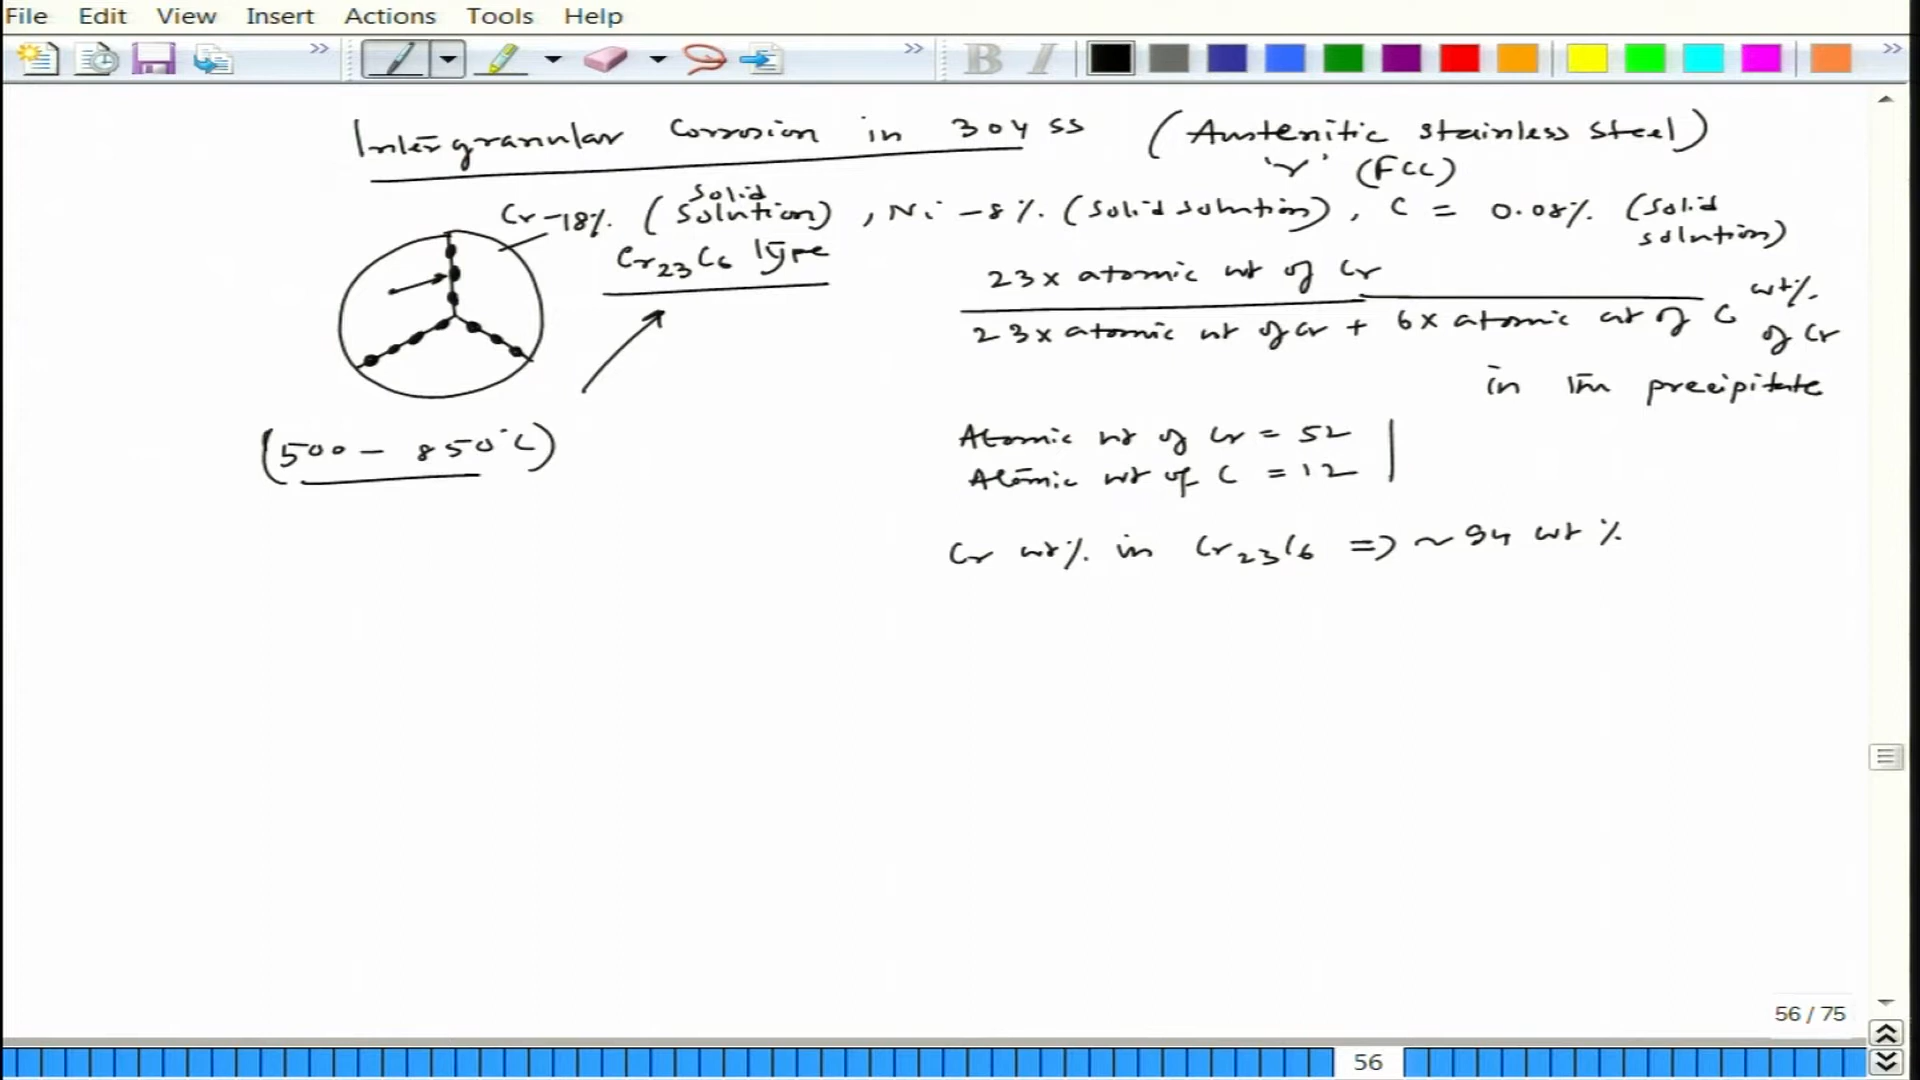 File Edit View Insert Actions Tools Help
B I
Intergranular Corrosion in 304 SS (Austenitic stainless steel)
'γ' (FCC)
Cr-18% (Solid solution), Ni - 8% (Solid solution), C = 0.08% (Solid solution)
Cr23C6 type
23x atomic wt of Cr
23x atomic wt of Cr + 6x atomic wt of C
wt% of Cr
in the precipitate
(500 - 850°C)
Atomic wt of Cr = 52
Atomic wt of C = 12
Cr wt% in Cr23C6 => ~94 wt %
56 / 75
56